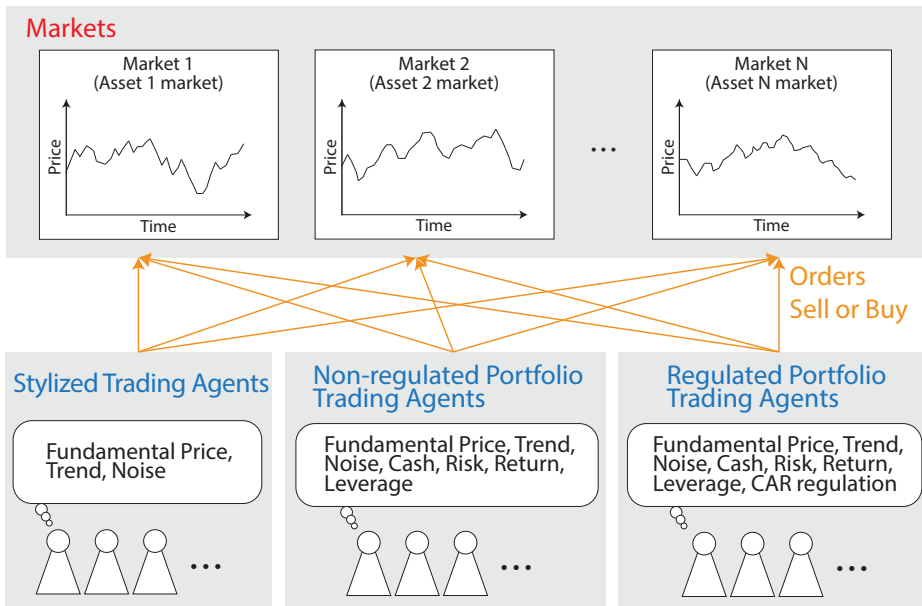 Markets
Market 1
(Asset 1 market)
Price
Time
Market 2
(Asset 2 market)
Price
Time
...
Market N
(Asset N market)
Price
Time
Orders
Sell or Buy
Stylized Trading Agents
Fundamental Price,
Trend, Noise
...
Non-regulated Portfolio
Trading Agents
Fundamental Price, Trend,
Noise, Cash, Risk, Return,
Leverage
...
Regulated Portfolio
Trading Agents
Fundamental Price, Trend,
Noise, Cash, Risk, Return,
Leverage, CAR regulation
...